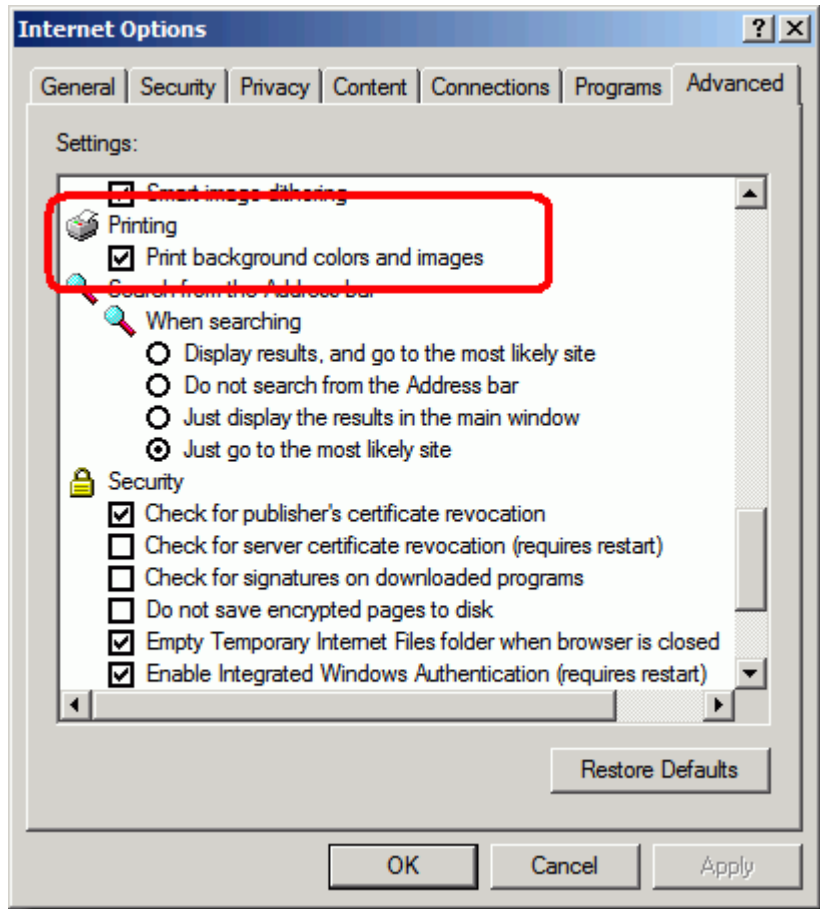 Internet Options
General Security Privacy Content Connections Programs Advanced
Settings:
Smart image dithering
Printing
Print background colors and images
Search from the Address bar
When searching
Display results, and go to the most likely site
Do not search from the Address bar
Just display the results in the main window
Just go to the most likely site
Security
Check for publisher's certificate revocation
Check for server certificate revocation (requires restart)
Check for signatures on downloaded programs
Do not save encrypted pages to disk
Empty Temporary Internet Files folder when browser is closed
Enable Integrated Windows Authentication (requires restart)
Restore Defaults
OK Cancel Apply